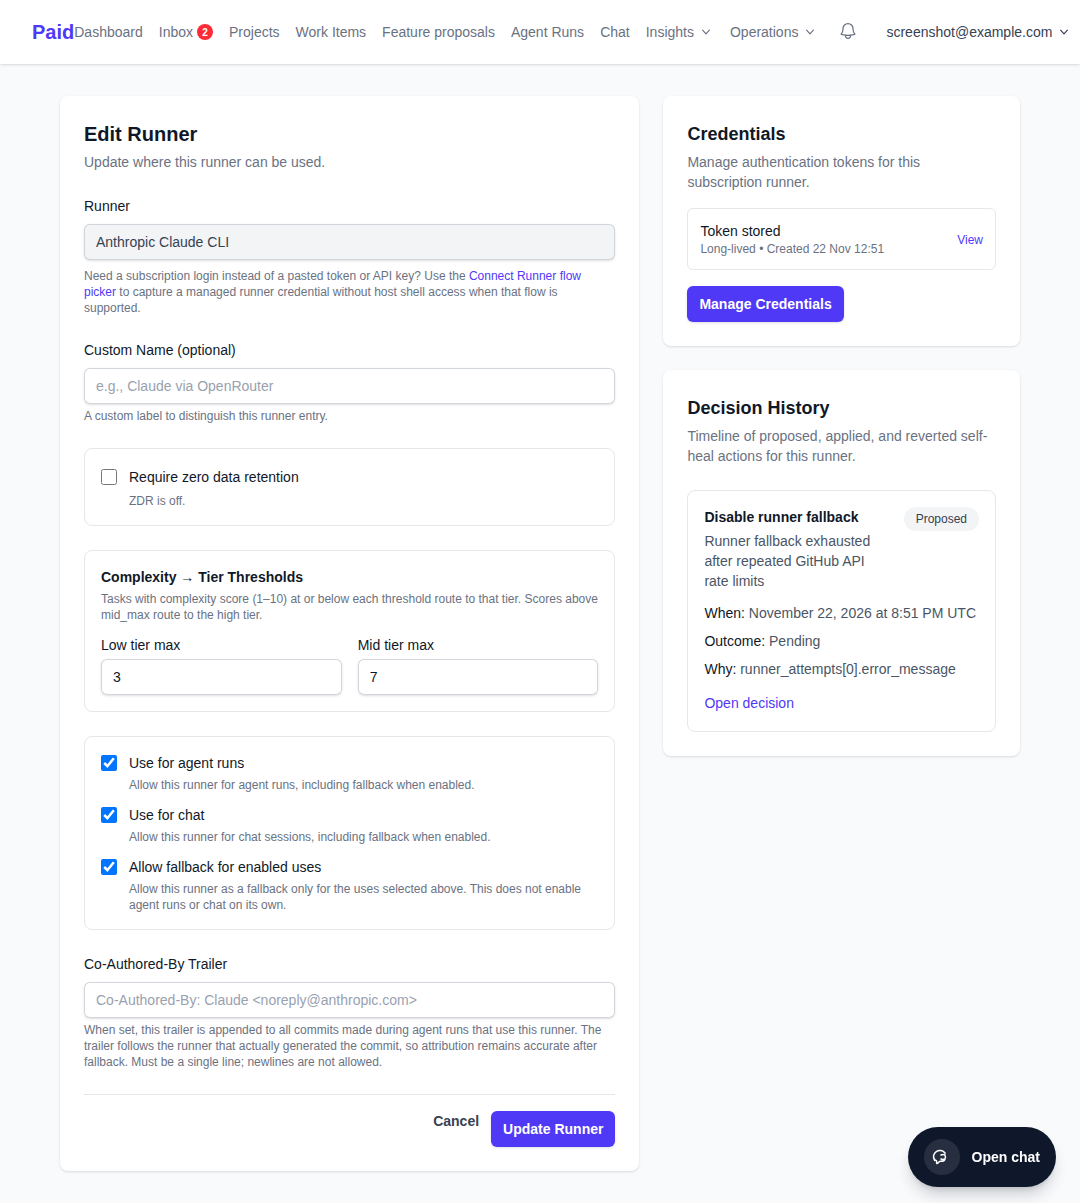 Paid Dashboard Inbox 2 Projects Work Items Feature proposals Agent Runs Chat Insights Operations screenshot@example.com
Edit Runner
Update where this runner can be used.
Runner
Anthropic Claude CLI
Need a subscription login instead of a pasted token or API key? Use the Connect Runner flow
picker to capture a managed runner credential without host shell access when that flow is
supported.
Custom Name (optional)
e.g., Claude via OpenRouter
A custom label to distinguish this runner entry.
Require zero data retention
ZDR is off.
Complexity → Tier Thresholds
Tasks with complexity score (1–10) at or below each threshold route to that tier. Scores above
mid_max route to the high tier.
Low tier max Mid tier max
3 7
Use for agent runs
Allow this runner for agent runs, including fallback when enabled.
Use for chat
Allow this runner for chat sessions, including fallback when enabled.
Allow fallback for enabled uses
Allow this runner as a fallback only for the uses selected above. This does not enable
agent runs or chat on its own.
Co-Authored-By Trailer
Co-Authored-By: Claude <noreply@anthropic.com>
When set, this trailer is appended to all commits made during agent runs that use this runner. The
trailer follows the runner that actually generated the commit, so attribution remains accurate after
fallback. Must be a single line; newlines are not allowed.
Cancel Update Runner
Credentials
Manage authentication tokens for this
subscription runner.
Token stored
Long-lived • Created 22 Nov 12:51
View
Manage Credentials
Decision History
Timeline of proposed, applied, and reverted self-
heal actions for this runner.
Disable runner fallback Proposed
Runner fallback exhausted
after repeated GitHub API
rate limits
When: November 22, 2026 at 8:51 PM UTC
Outcome: Pending
Why: runner_attempts[0].error_message
Open decision
Open chat